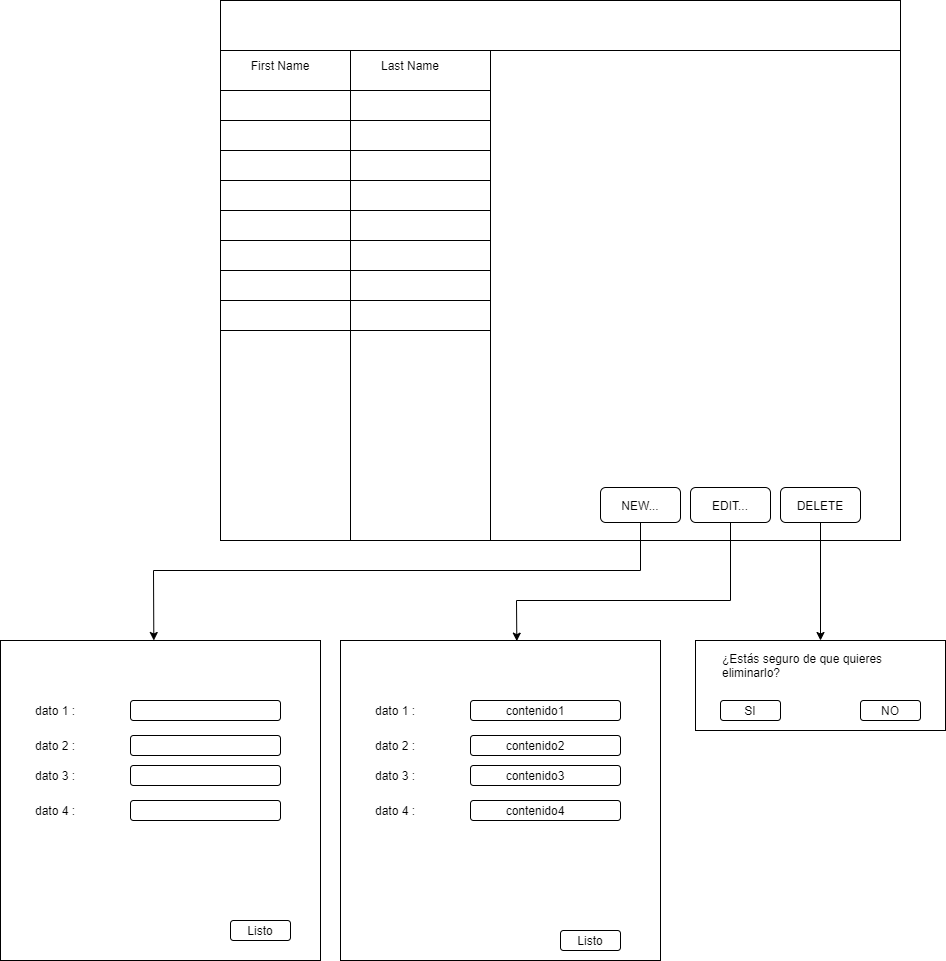 First Name
Last Name
NEW...
EDIT...
DELETE
dato 1 :
dato 2 :
dato 3 :
dato 4 :
Listo
dato 1 :
contenido1
dato 2 :
contenido2
dato 3 :
contenido3
dato 4 :
contenido4
Listo
¿Estás seguro de que quieres
eliminarlo?
SI
NO